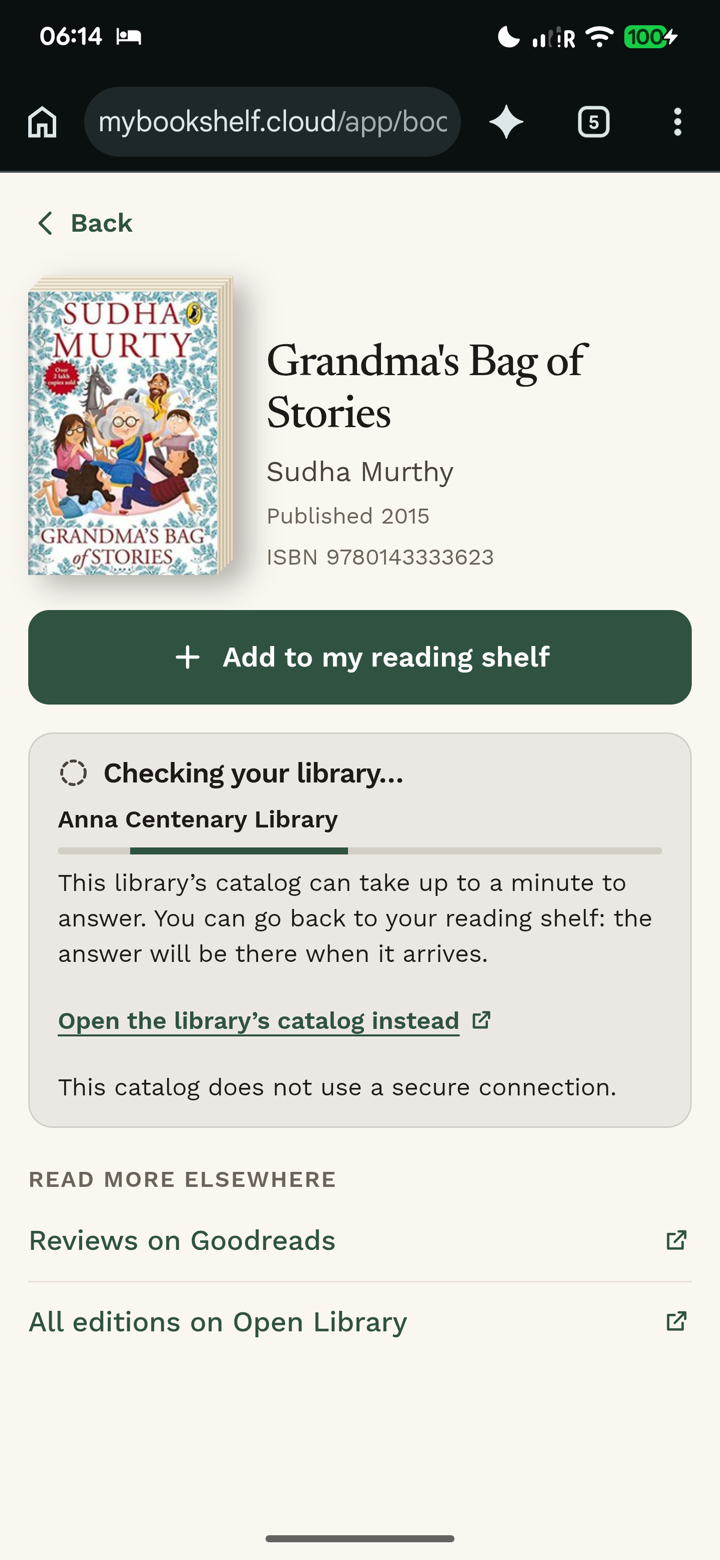 06:14
R
100
mybookshelf.cloud/app/boo
5
Back
SUDHA
MURTY
Over
2 lakh
copies sold
GRANDMA'S BAG
of STORIES
Grandma's Bag of
Stories
Sudha Murthy
Published 2015
ISBN 9780143333623
Add to my reading shelf
Checking your library...
Anna Centenary Library
This library’s catalog can take up to a minute to
answer. You can go back to your reading shelf: the
answer will be there when it arrives.
Open the library’s catalog instead
This catalog does not use a secure connection.
READ MORE ELSEWHERE
Reviews on Goodreads
All editions on Open Library